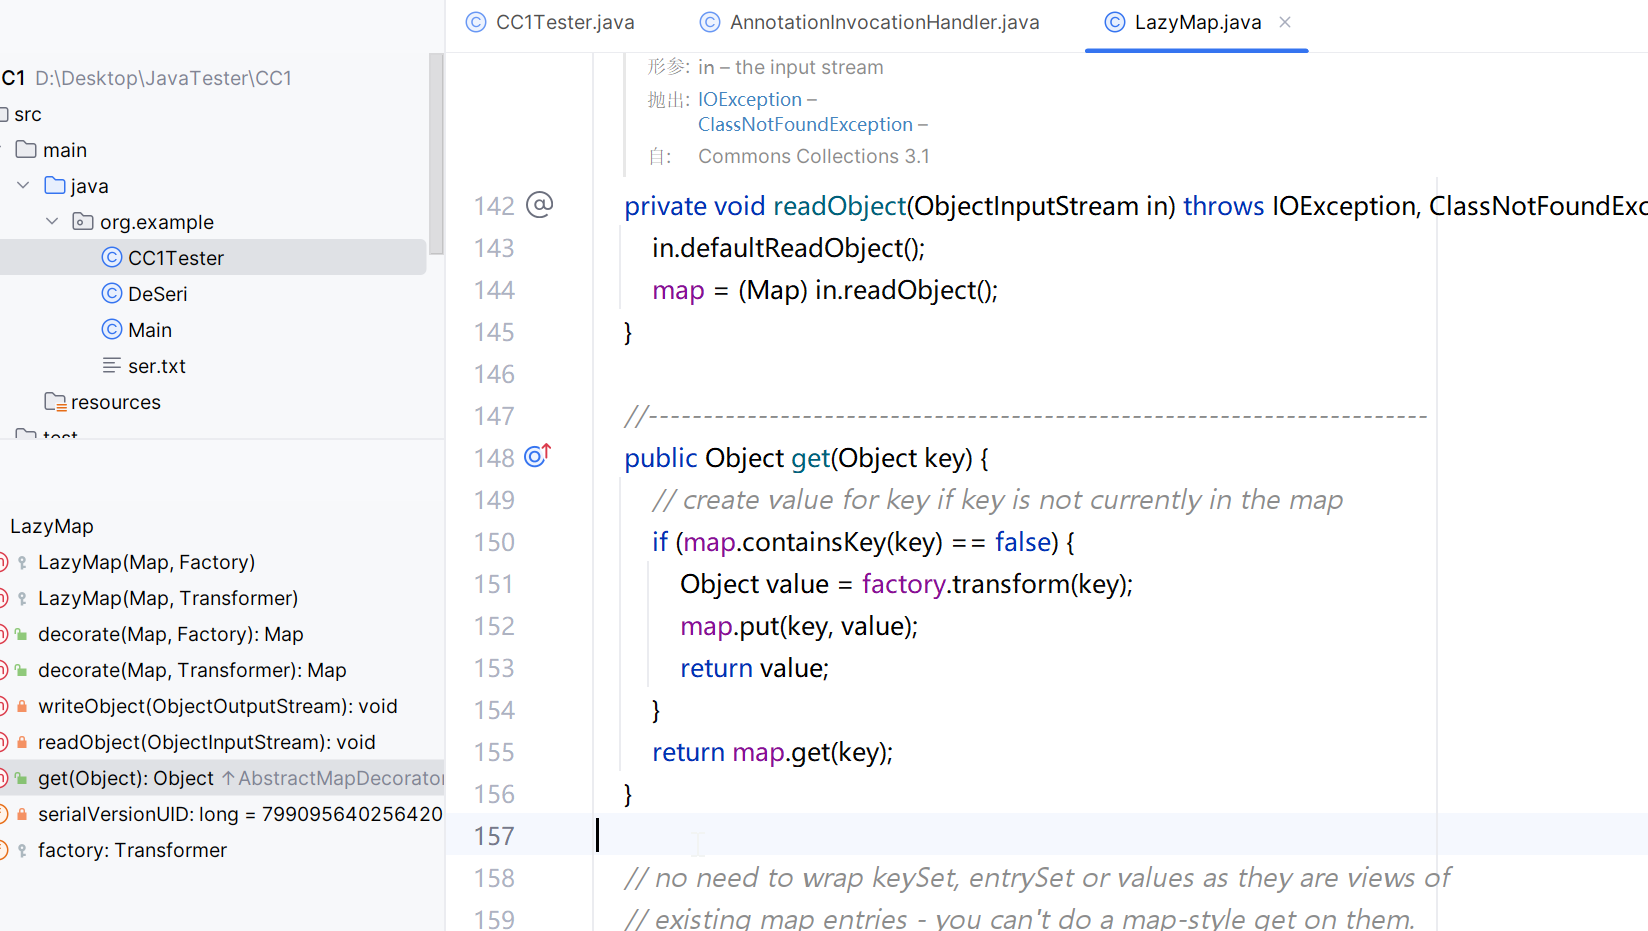 CC1Tester.java
AnnotationInvocationHandler.java
LazyMap.java
C1 D:\Desktop\JavaTester\CC1
src
main
java
org.example
CC1Tester
DeSeri
Main
ser.txt
resources
test
LazyMap
LazyMap(Map, Factory)
LazyMap(Map, Transformer)
decorate(Map, Factory): Map
decorate(Map, Transformer): Map
writeObject(ObjectOutputStream): void
readObject(ObjectInputStream): void
get(Object): Object ↑AbstractMapDecorator
serialVersionUID: long = 799095640256420
factory: Transformer
形参: in – the input stream
抛出: IOException –
ClassNotFoundException –
自: Commons Collections 3.1
142 private void readObject(ObjectInputStream in) throws IOException, ClassNotFoundExc
143 in.defaultReadObject();
144 map = (Map) in.readObject();
145 }
146
147 //-----------------------------------------------------------------------
148 public Object get(Object key) {
149 // create value for key if key is not currently in the map
150 if (map.containsKey(key) == false) {
151 Object value = factory.transform(key);
152 map.put(key, value);
153 return value;
154 }
155 return map.get(key);
156 }
157
158 // no need to wrap keySet, entrySet or values as they are views of
159 // existing map entries - you can't do a map-style get on them.